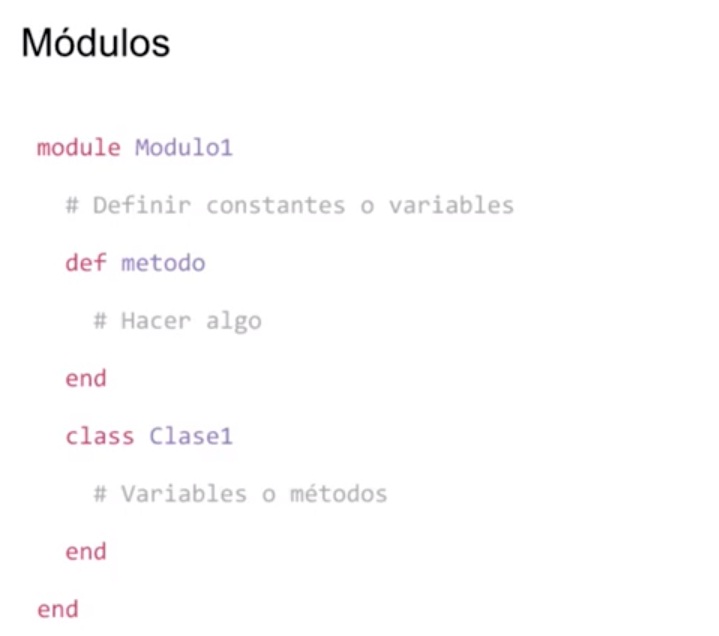 Módulos
module Modulo1
# Definir constantes o variables
def metodo
# Hacer algo
end
class Clase1
# Variables o métodos
end
end